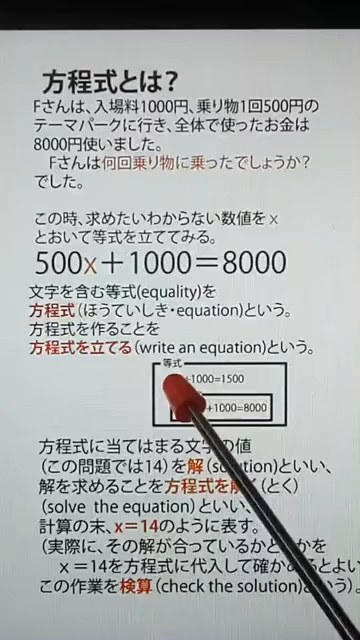 方程式とは？
Fさんは、入場料1000円、乗り物1回500円の
テーマパークに行き、全体で使ったお金は
8000円使いました。
Fさんは何回乗り物に乗ったでしょうか？
でした。
この時、求めたいわからない数値をx
とおいて等式を立ててみる。
500x＋1000＝8000
文字を含む等式(equality)を
方程式(ほうていしき・equation)という。
方程式を作ることを
方程式を立てる(write an equation)という。
等式
+1000=1500
+1000=8000
方程式に当てはまる文字の値
(この問題では14)を解(solution)といい、
解を求めることを方程式を解く(とく)
(solve the equation)といい、
計算の末、x＝14のように表す。
(実際に、その解が合っているかどうかを
x＝14を方程式に代入して確かめるとよい
この作業を検算(check the solution)という)。